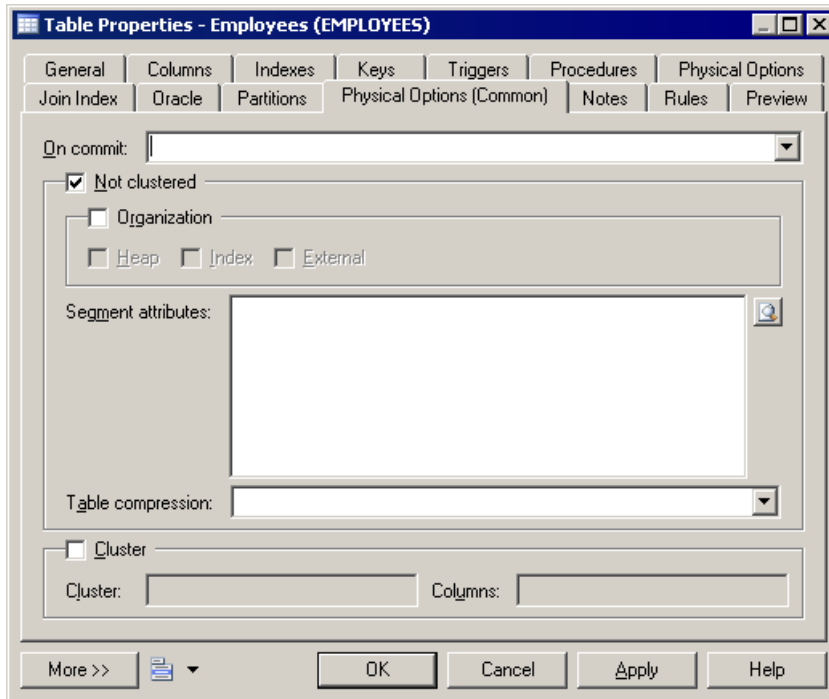 Table Properties - Employees (EMPLOYEES)
General Columns Indexes Keys Triggers Procedures Physical Options
Join Index Oracle Partitions Physical Options (Common) Notes Rules Preview
On commit:
Not clustered
Organization
Heap Index External
Segment attributes:
Table compression:
Cluster
Cluster: Columns:
More >> OK Cancel Apply Help